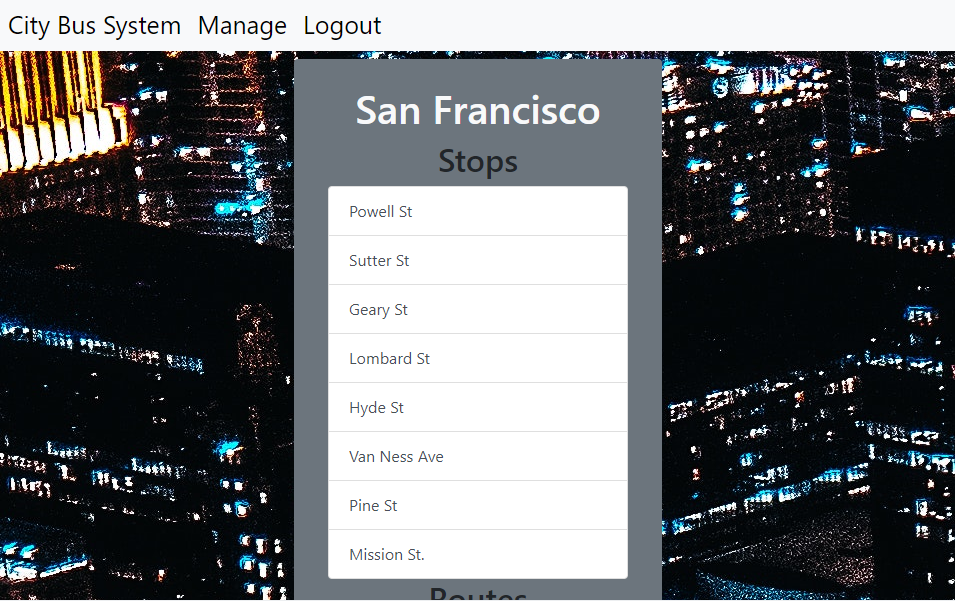 City Bus System Manage Logout
San Francisco
Stops
Powell St
Sutter St
Geary St
Lombard St
Hyde St
Van Ness Ave
Pine St
Mission St.
Routes